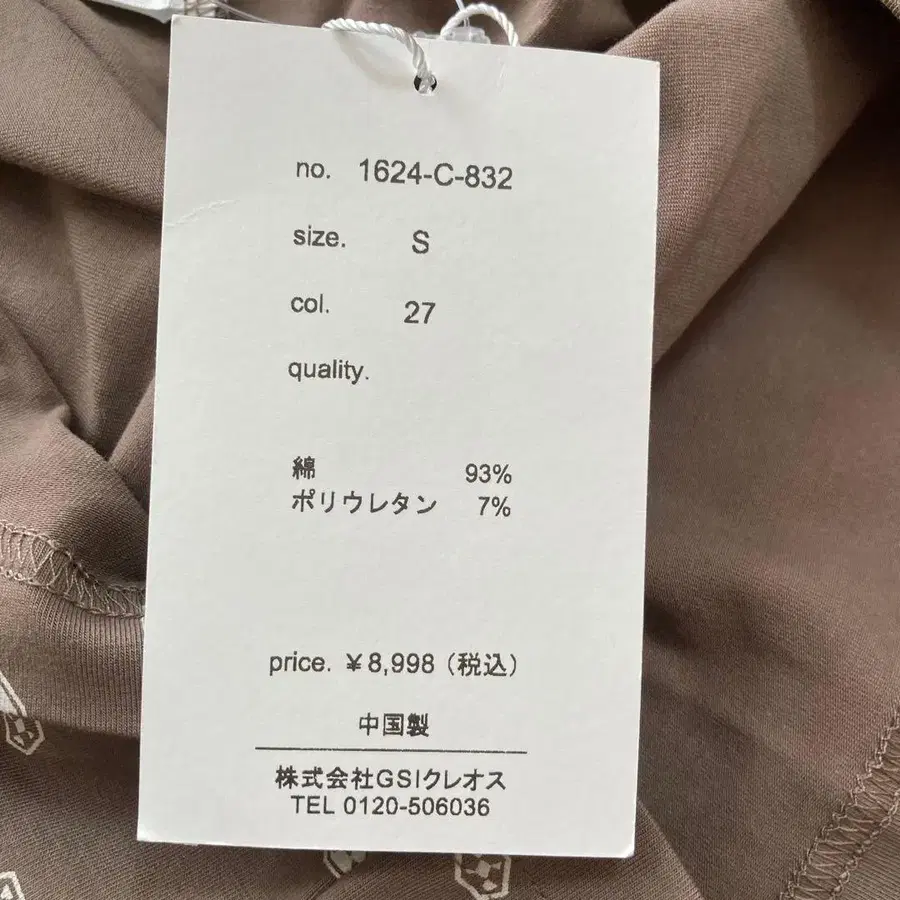 no. 1624-C-832
size. S
col. 27
quality.
綿 93%
ポリウレタン 7%
price. ¥8,998 (税込)
中国製
株式会社GSIクレオス
TEL 0120-506036